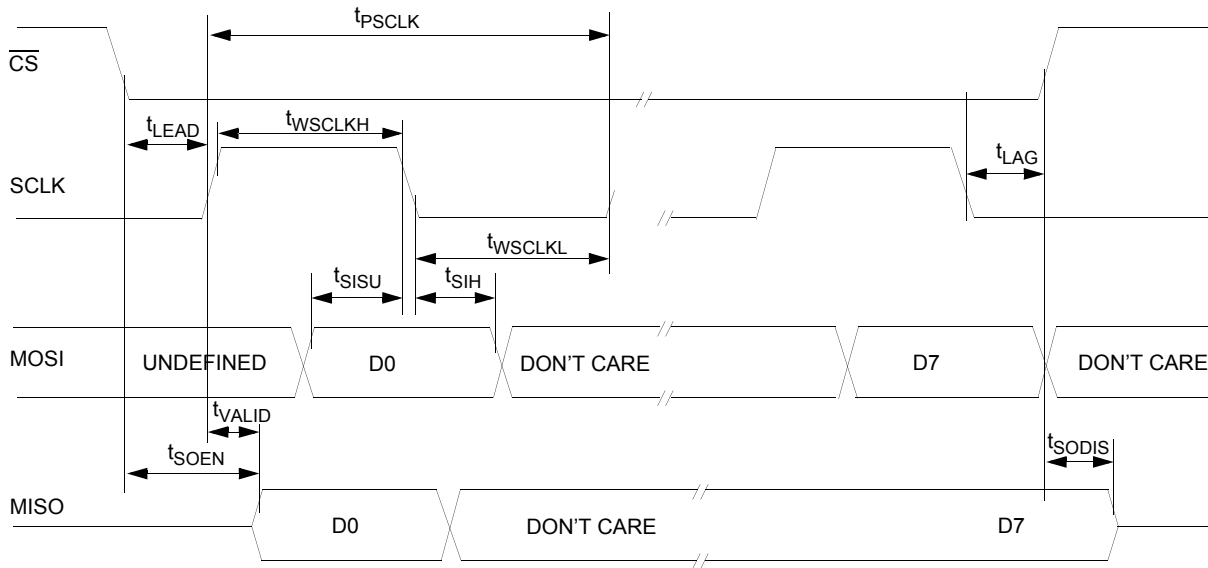 tPSCLK
CS
tLEAD
tWSCLKH
tLAG
SCLK
tWSCLKL
tSISU
tSIH
MOSI
UNDEFINED
D0
DON'T CARE
D7
DON'T CARE
tVALID
tSOEN
tSODIS
MISO
D0
DON'T CARE
D7